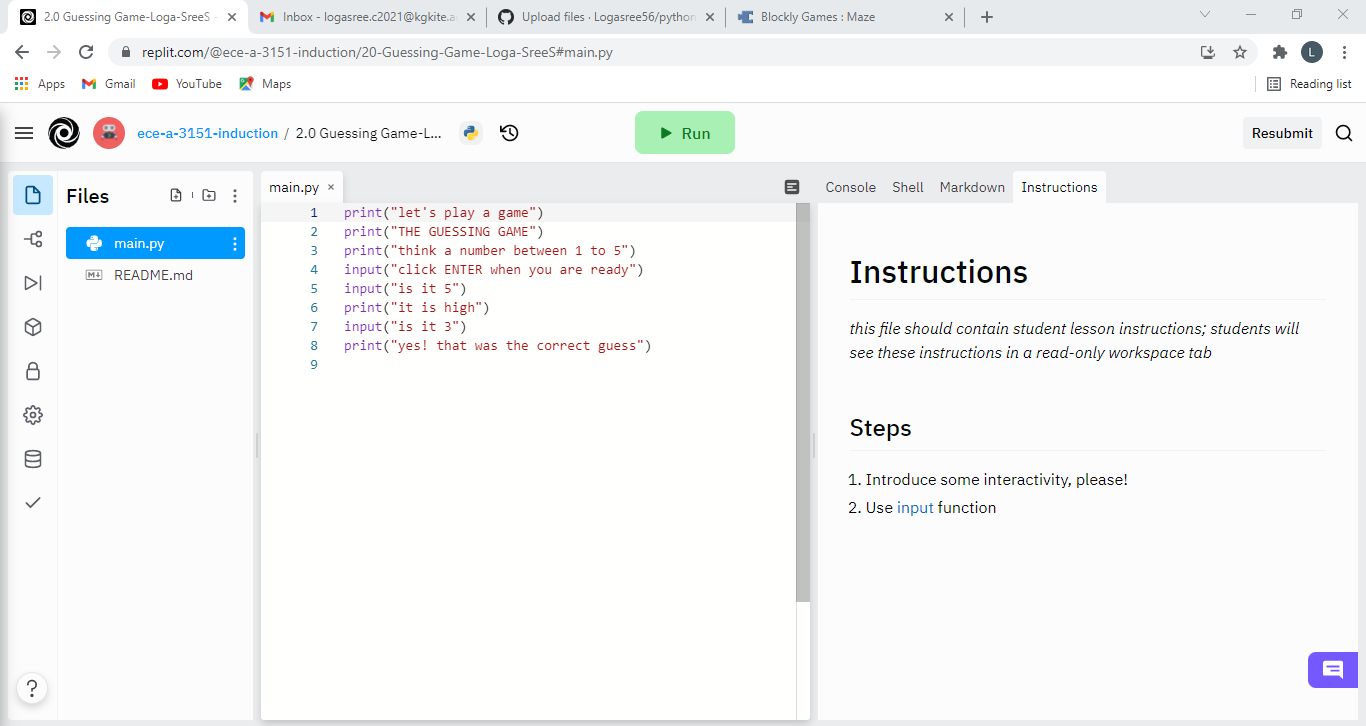 2.0 Guessing Game-Loga-SreeS
Inbox - logasree.c2021@kgkite.a
Upload files · Logasree56/python
Blockly Games : Maze
replit.com/@ece-a-3151-induction/20-Guessing-Game-Loga-SreeS#main.py
L
Apps
Gmail
YouTube
Maps
Reading list
ece-a-3151-induction / 2.0 Guessing Game-L...
Run
Resubmit
Files
main.py
README.md
main.py ×
1 print("let's play a game")
2 print("THE GUESSING GAME")
3 print("think a number between 1 to 5")
4 input("click ENTER when you are ready")
5 input("is it 5")
6 print("it is high")
7 input("is it 3")
8 print("yes! that was the correct guess")
9
Console
Shell
Markdown
Instructions
Instructions
this file should contain student lesson instructions; students will
see these instructions in a read-only workspace tab
Steps
1. Introduce some interactivity, please!
2. Use input function
?